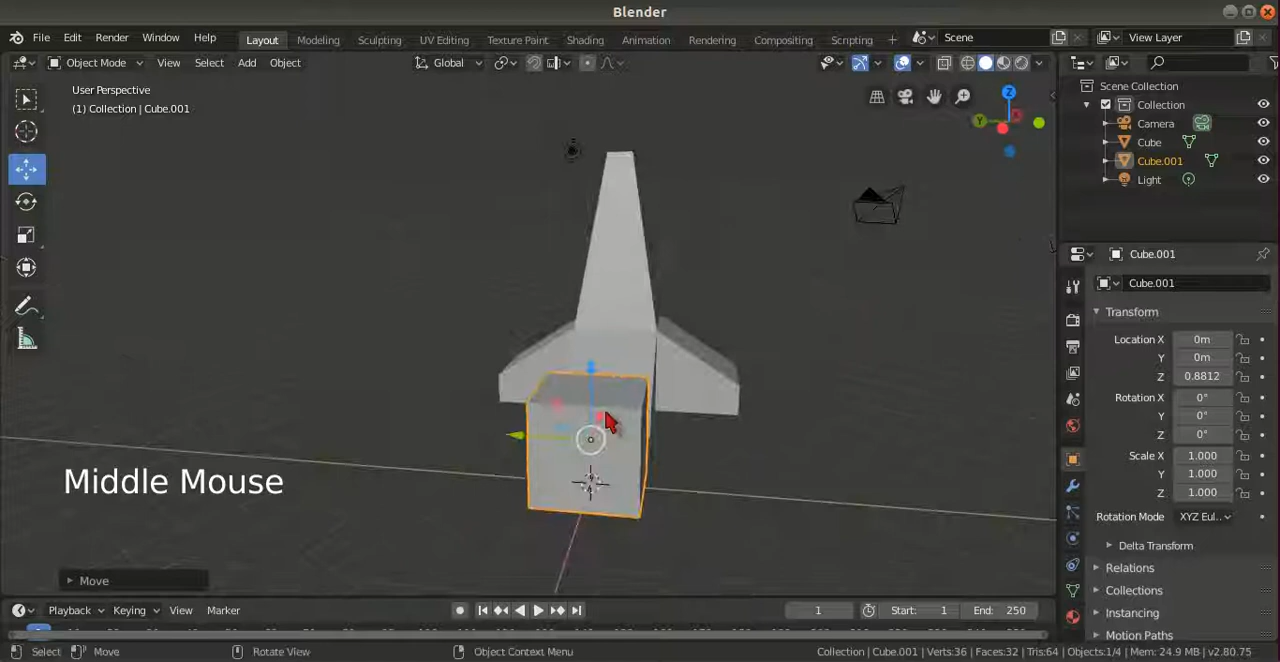 Blender
File Edit Render Window Help Layout Modeling Sculpting UV Editing Texture Paint Shading Animation Rendering Compositing Scripting + Scene View Layer
Object Mode View Select Add Object Global
User Perspective
(1) Collection | Cube.001
Z
Y
X
Scene Collection
Collection
Camera
Cube
Cube.001
Light
Cube.001
Cube.001
Transform
Location X 0m
Y 0m
Z 0.8812
Rotation X 0°
Y 0°
Z 0°
Scale X 1.000
Y 1.000
Z 1.000
Rotation Mode XYZ Eul..
Delta Transform
Relations
Collections
Instancing
Motion Paths
Middle Mouse
Move
Playback Keying View Marker 1 Start: 1 End: 250
Select Move Rotate View Object Context Menu Collection | Cube.001 | Verts:36 | Faces:32 | Tris:64 | Objects:1/4 | Mem: 24.9 MB | v2.80.75